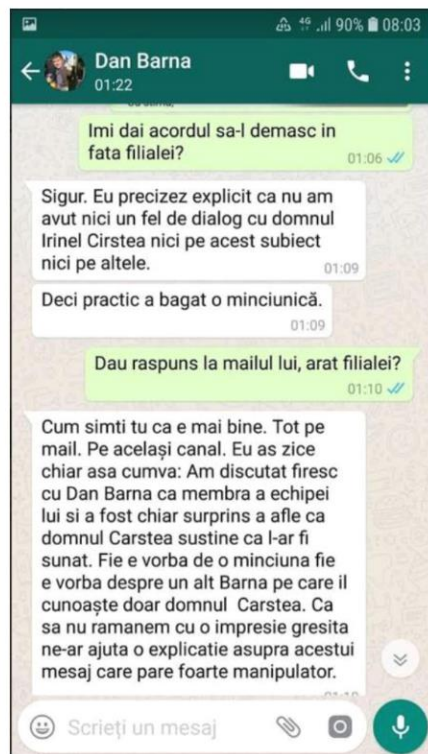 4G 90% 08:03
Dan Barna
01:22
Imi dai acordul sa-l demasc in
fata filialei?
01:06
Sigur. Eu precizez explicit ca nu am
avut nici un fel de dialog cu domnul
Irinel Cirstea nici pe acest subiect
nici pe altele.
01:09
Deci practic a bagat o minciunică.
01:09
Dau raspuns la mailul lui, arat filialei?
01:10
Cum simti tu ca e mai bine. Tot pe
mail. Pe același canal. Eu as zice
chiar asa cumva: Am discutat firesc
cu Dan Barna ca membra a echipei
lui si a fost chiar surprins a afle ca
domnul Carstea sustine ca l-ar fi
sunat. Fie e vorba de o minciuna fie
e vorba despre un alt Barna pe care il
cunoaște doar domnul Carstea. Ca
sa nu ramanem cu o impresie gresita
ne-ar ajuta o explicatie asupra acestui
mesaj care pare foarte manipulator.
Scrieți un mesaj